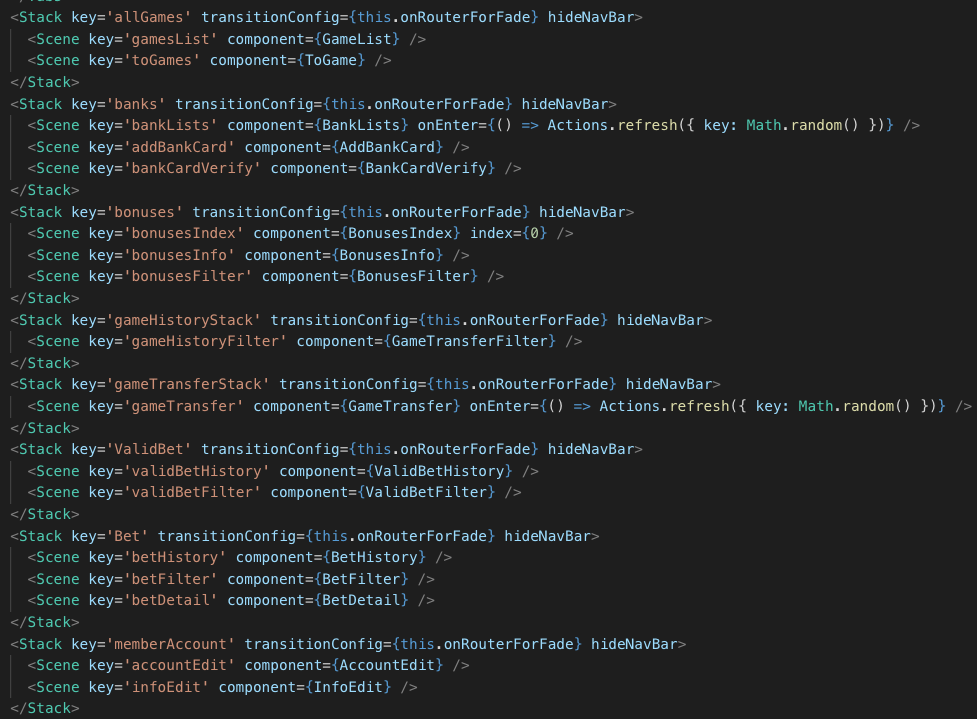 <Stack key='allGames' transitionConfig={this.onRouterForFade} hideNavBar>
<Scene key='gamesList' component={GameList} />
<Scene key='toGames' component={ToGame} />
</Stack>
<Stack key='banks' transitionConfig={this.onRouterForFade} hideNavBar>
<Scene key='bankLists' component={BankLists} onEnter={() => Actions.refresh({ key: Math.random() })} />
<Scene key='addBankCard' component={AddBankCard} />
<Scene key='bankCardVerify' component={BankCardVerify} />
</Stack>
<Stack key='bonuses' transitionConfig={this.onRouterForFade} hideNavBar>
<Scene key='bonusesIndex' component={BonusesIndex} index={0} />
<Scene key='bonusesInfo' component={BonusesInfo} />
<Scene key='bonusesFilter' component={BonusesFilter} />
</Stack>
<Stack key='gameHistoryStack' transitionConfig={this.onRouterForFade} hideNavBar>
<Scene key='gameHistoryFilter' component={GameTransferFilter} />
</Stack>
<Stack key='gameTransferStack' transitionConfig={this.onRouterForFade} hideNavBar>
<Scene key='gameTransfer' component={GameTransfer} onEnter={() => Actions.refresh({ key: Math.random() })} />
</Stack>
<Stack key='ValidBet' transitionConfig={this.onRouterForFade} hideNavBar>
<Scene key='validBetHistory' component={ValidBetHistory} />
<Scene key='validBetFilter' component={ValidBetFilter} />
</Stack>
<Stack key='Bet' transitionConfig={this.onRouterForFade} hideNavBar>
<Scene key='betHistory' component={BetHistory} />
<Scene key='betFilter' component={BetFilter} />
<Scene key='betDetail' component={BetDetail} />
</Stack>
<Stack key='memberAccount' transitionConfig={this.onRouterForFade} hideNavBar>
<Scene key='accountEdit' component={AccountEdit} />
<Scene key='infoEdit' component={InfoEdit} />
</Stack>